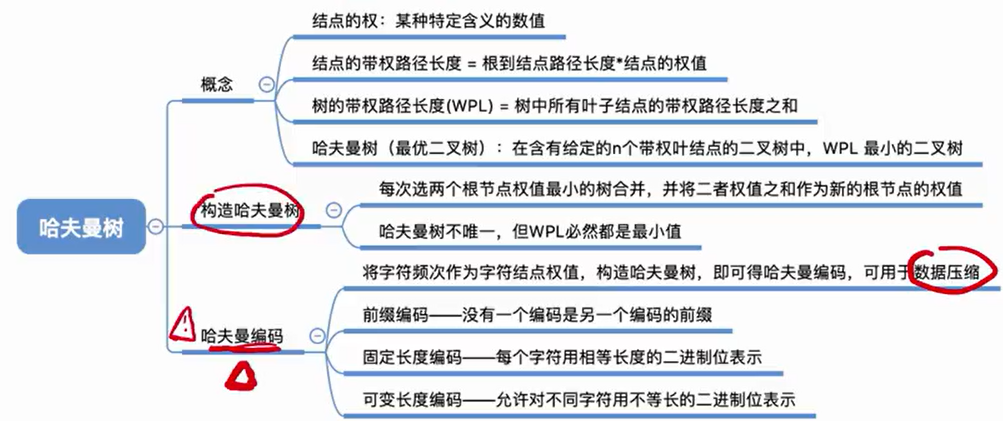 哈夫曼树
概念
结点的权：某种特定含义的数值
结点的带权路径长度 = 根到结点路径长度*结点的权值
树的带权路径长度(WPL) = 树中所有叶子结点的带权路径长度之和
哈夫曼树（最优二叉树）：在含有给定的n个带权叶结点的二叉树中，WPL 最小的二叉树
构造哈夫曼树
每次选两个根节点权值最小的树合并，并将二者权值之和作为新的根节点的权值
哈夫曼树不唯一，但WPL必然都是最小值
哈夫曼编码
将字符频次作为字符结点权值，构造哈夫曼树，即可得哈夫曼编码，可用于数据压缩
前缀编码——没有一个编码是另一个编码的前缀
固定长度编码——每个字符用相等长度的二进制位表示
可变长度编码——允许对不同字符用不等长的二进制位表示